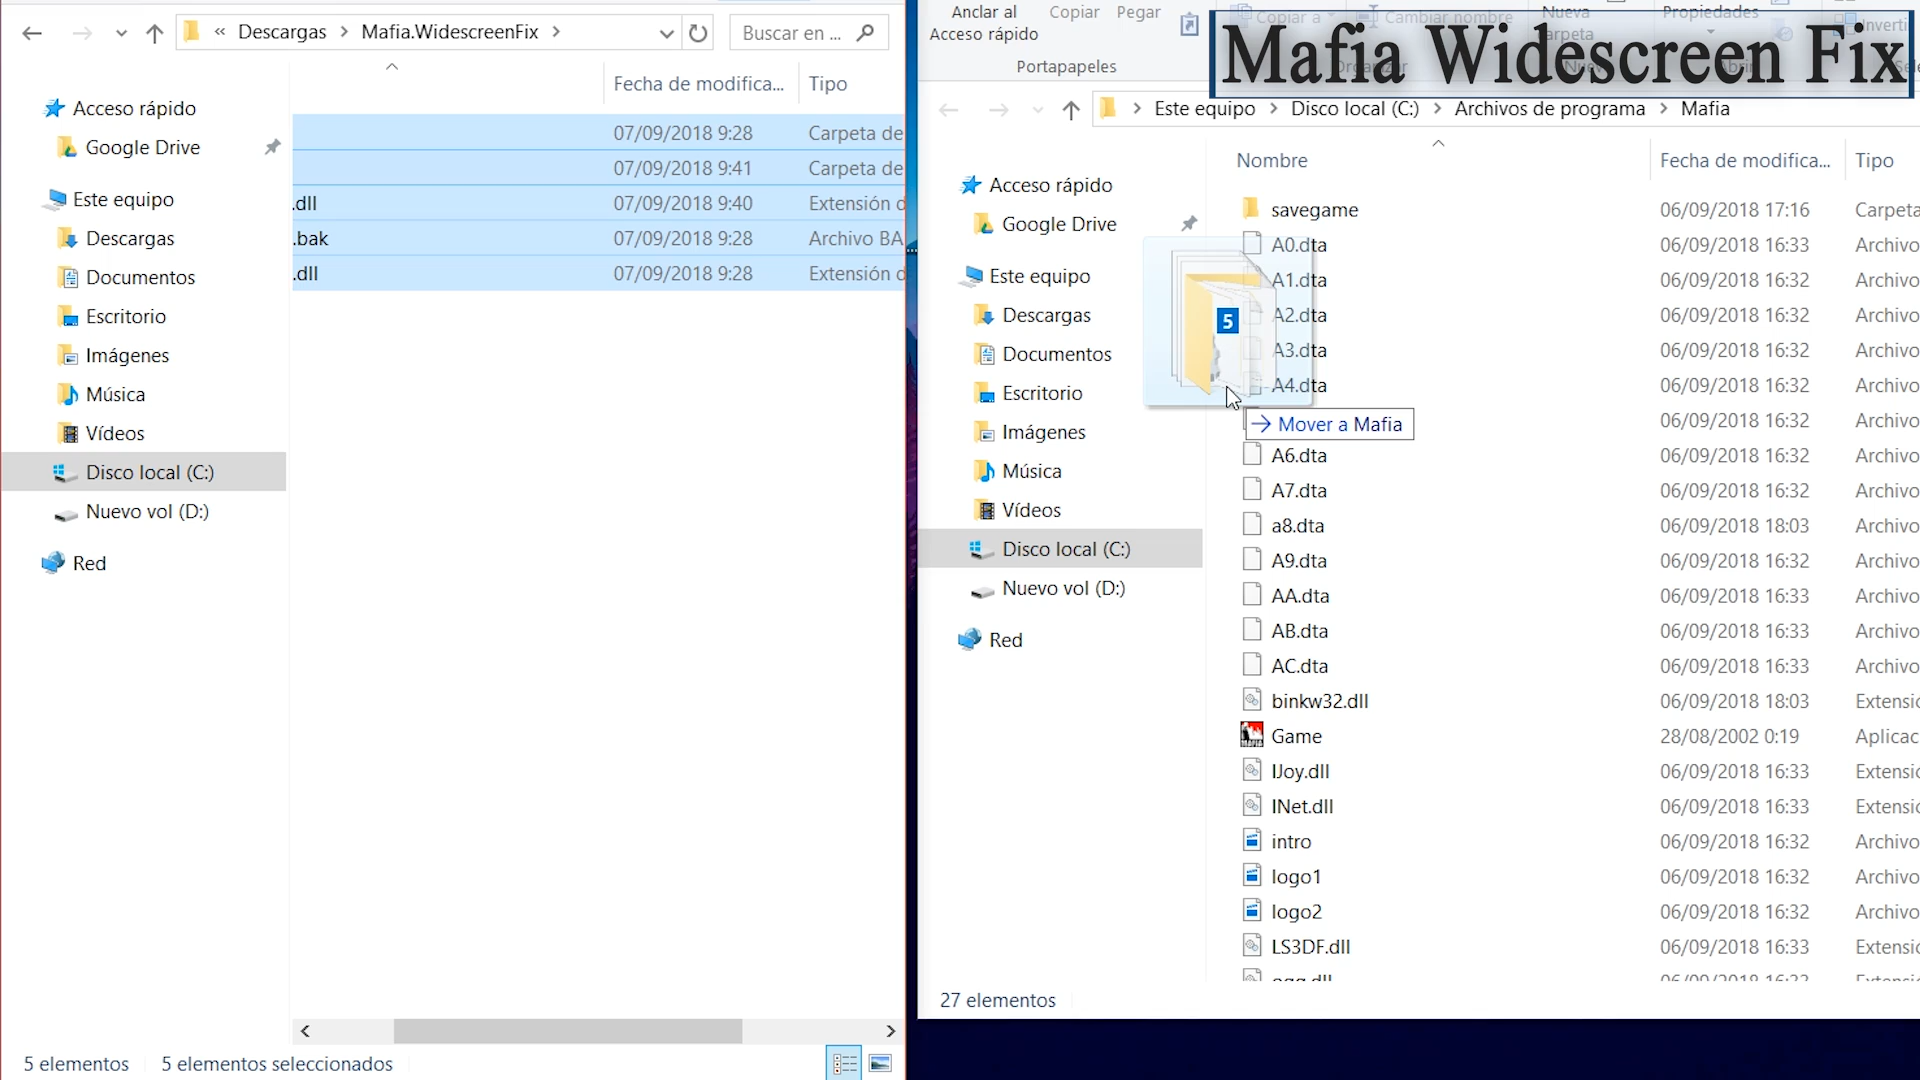 Descargas
Mafia.WidescreenFix
Buscar en ...
Fecha de modifica...
Tipo
Acceso rápido
Google Drive
Este equipo
Descargas
Documentos
Escritorio
Imágenes
Música
Vídeos
Disco local (C:)
Nuevo vol (D:)
Red
07/09/2018 9:28 Carpeta de
07/09/2018 9:41 Carpeta de
.dll 07/09/2018 9:40 Extensión d
.bak 07/09/2018 9:28 Archivo BA
.dll 07/09/2018 9:28 Extensión d
5 elementos
5 elementos seleccionados
Anclar al
Acceso rápido
Copiar
Pegar
Portapapeles
Copiar a
Cambiar nombre
Nueva
carpeta
Propiedades
Organizar
Mafia Widescreen Fix
Este equipo
Disco local (C:)
Archivos de programa
Mafia
Nombre
Fecha de modifica...
Tipo
Acceso rápido
Google Drive
Este equipo
Descargas
Documentos
Escritorio
Imágenes
Música
Vídeos
Disco local (C:)
Nuevo vol (D:)
Red
savegame 06/09/2018 17:16 Carpeta
A0.dta 06/09/2018 16:33 Archivo
A1.dta 06/09/2018 16:32 Archivo
A2.dta 06/09/2018 16:32 Archivo
A3.dta 06/09/2018 16:32 Archivo
A4.dta 06/09/2018 16:32 Archivo
06/09/2018 16:32 Archivo
A6.dta 06/09/2018 16:32 Archivo
A7.dta 06/09/2018 16:32 Archivo
a8.dta 06/09/2018 18:03 Archivo
A9.dta 06/09/2018 16:32 Archivo
AA.dta 06/09/2018 16:33 Archivo
AB.dta 06/09/2018 16:33 Archivo
AC.dta 06/09/2018 16:33 Archivo
binkw32.dll 06/09/2018 18:03 Extensió
Game 28/08/2002 0:19 Aplicac
IJoy.dll 06/09/2018 16:33 Extensió
INet.dll 06/09/2018 16:33 Extensió
intro 06/09/2018 16:32 Archivo
logo1 06/09/2018 16:32 Archivo
logo2 06/09/2018 16:32 Archivo
LS3DF.dll 06/09/2018 16:33 Extensió
5
Mover a Mafia
27 elementos